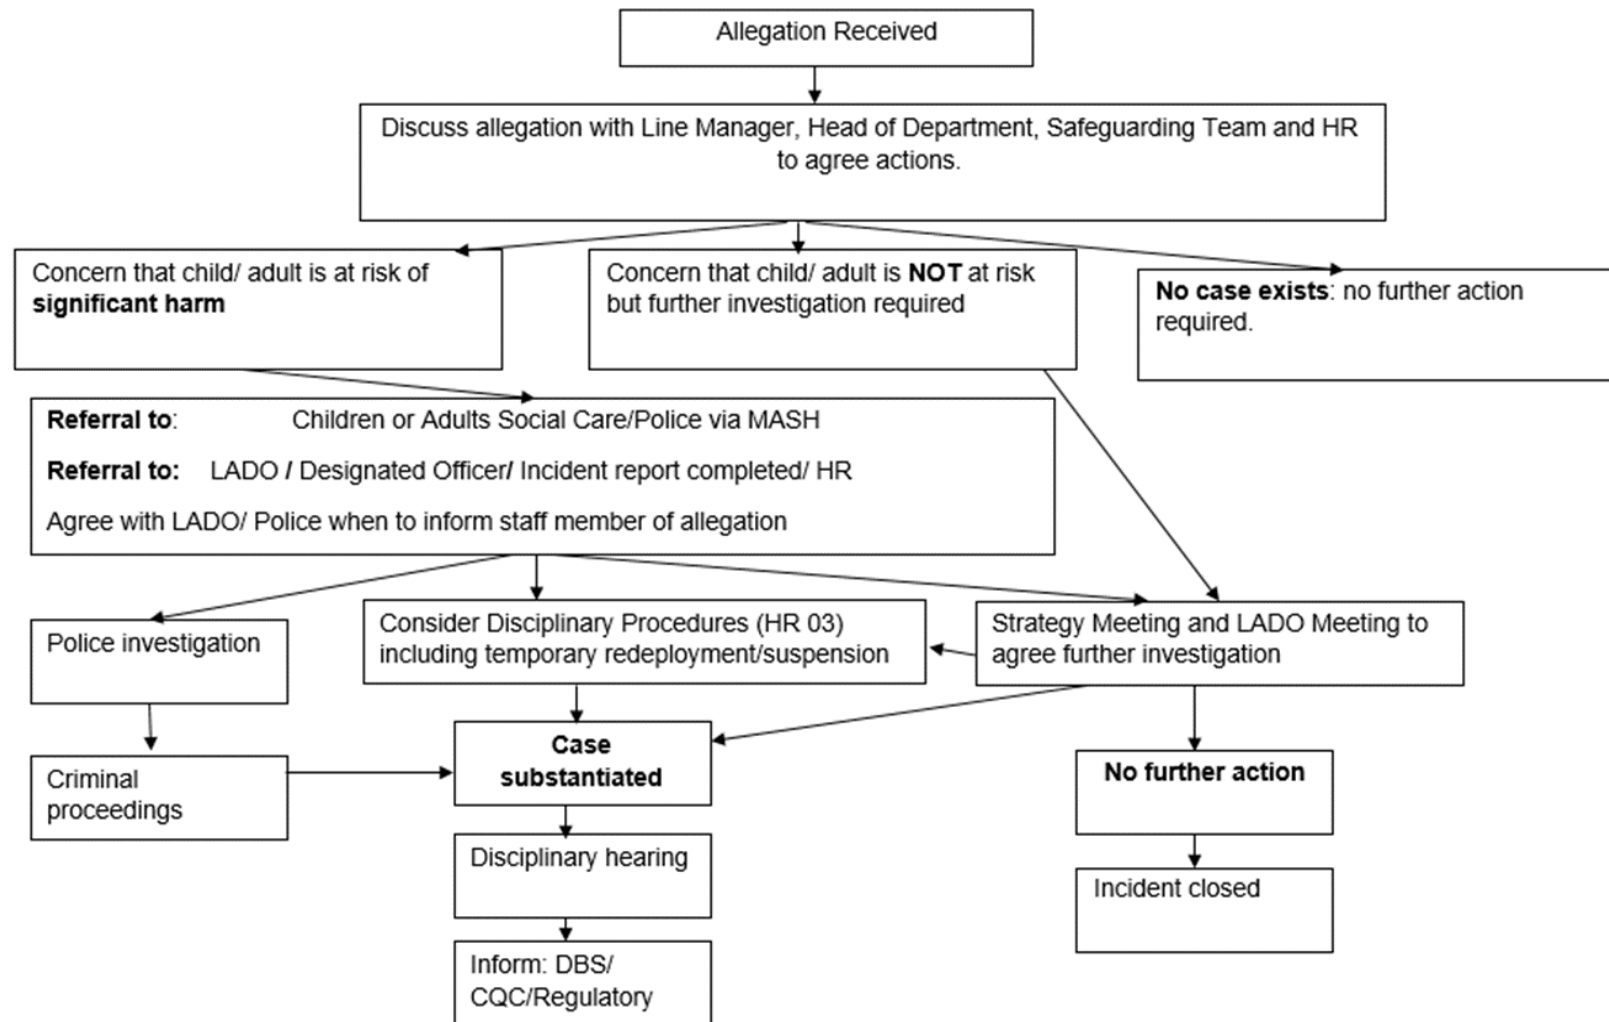 Allegation Received
Discuss allegation with Line Manager, Head of Department, Safeguarding Team and HR
to agree actions.
Concern that child/ adult is at risk of
significant harm
Concern that child/ adult is NOT at risk
but further investigation required
No case exists: no further action
required.
Referral to: Children or Adults Social Care/Police via MASH
Referral to: LADO / Designated Officer/ Incident report completed/ HR
Agree with LADO/ Police when to inform staff member of allegation
Police investigation
Consider Disciplinary Procedures (HR 03)
including temporary redeployment/suspension
Strategy Meeting and LADO Meeting to
agree further investigation
Criminal
proceedings
Case
substantiated
No further action
Disciplinary hearing
Incident closed
Inform: DBS/
CQC/Regulatory